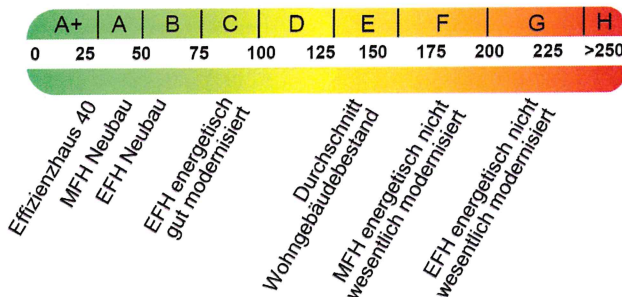 A+ A B C D E F G H
0 25 50 75 100 125 150 175 200 225 >250
Effizienzhaus 40
MFH Neubau
EFH Neubau
EFH energetisch
gut modernisiert
Durchschnitt
Wohngebäudebestand
MFH energetisch nicht
wesentlich modernisiert
EFH energetisch nicht
wesentlich modernisiert